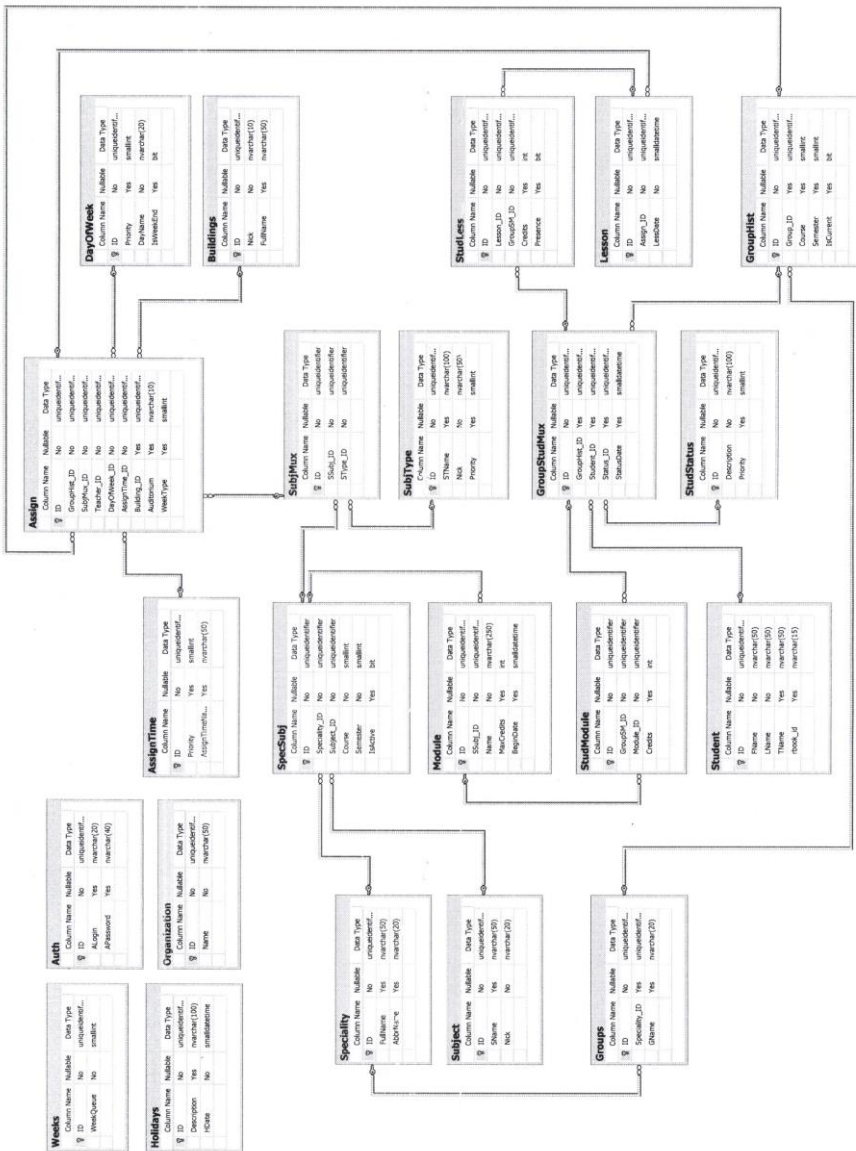 Weeks
Column Name Nullable Data Type
ID No uniqueidentif...
WeekQueue No smallint
Auth
Column Name Nullable Data Type
ID No uniqueidentif...
ALogin Yes nvarchar(20)
APassword Yes nvarchar(40)
Assign
Column Name Nullable Data Type
ID No uniqueidentif...
GroupHist_ID No uniqueidentif...
SubjMux_ID No uniqueidentif...
Teacher_ID No uniqueidentif...
DayOfWeek_ID No uniqueidentif...
AssignTime_ID No uniqueidentif...
Building_ID Yes uniqueidentif...
Auditorium Yes nvarchar(10)
WeekType Yes smallint
DayOfWeek
Column Name Nullable Data Type
ID No uniqueidentif...
Priority Yes smallint
DayName No nvarchar(20)
IsWeekEnd Yes bit
Holidays
Column Name Nullable Data Type
ID No uniqueidentif...
Description Yes nvarchar(100)
HDate No smalldatetime
Organization
Column Name Nullable Data Type
ID No uniqueidentif...
Name No nvarchar(50)
AssignTime
Column Name Nullable Data Type
ID No uniqueidentif...
Priority Yes smallint
AssignTimeNa... Yes nvarchar(50)
Buildings
Column Name Nullable Data Type
ID No uniqueidentif...
Nick No nvarchar(10)
FullName Yes nvarchar(50)
Speciality
Column Name Nullable Data Type
ID No uniqueidentif...
FullName Yes nvarchar(50)
AbbrName Yes nvarchar(20)
SpecSubj
Column Name Nullable Data Type
ID No uniqueidentifier
Speciality_ID No uniqueidentifier
Subject_ID No uniqueidentifier
Course No smallint
Semester No smallint
IsActive Yes bit
SubjMux
Column Name Nullable Data Type
ID No uniqueidentifier
SSubj_ID No uniqueidentifier
SType_ID No uniqueidentifier
Subject
Column Name Nullable Data Type
ID No uniqueidentif...
SName Yes nvarchar(50)
Nick No nvarchar(20)
Module
Column Name Nullable Data Type
ID No uniqueidentif...
SSubj_ID No uniqueidentif...
Name No nvarchar(250)
MaxCredits Yes int
BeginDate Yes smalldatetime
SubjType
Column Name Nullable Data Type
ID No uniqueidentif...
STName Yes nvarchar(100)
Nick No nvarchar(50)
Priority Yes smallint
StudLess
Column Name Nullable Data Type
ID No uniqueidentif...
Lesson_ID No uniqueidentif...
GroupSM_ID No uniqueidentif...
Credits Yes int
Presence Yes bit
Groups
Column Name Nullable Data Type
ID No uniqueidentif...
Speciality_ID Yes uniqueidentif...
GName Yes nvarchar(20)
StudModule
Column Name Nullable Data Type
ID No uniqueidentifier
GroupSM_ID No uniqueidentifier
Module_ID No uniqueidentifier
Credits Yes int
GroupStudMux
Column Name Nullable Data Type
ID No uniqueidentif...
GroupHist_ID Yes uniqueidentif...
Student_ID Yes uniqueidentif...
Status_ID Yes uniqueidentif...
StatusDate Yes smalldatetime
Lesson
Column Name Nullable Data Type
ID No uniqueidentif...
Assign_ID No uniqueidentif...
LessDate No smalldatetime
Student
Column Name Nullable Data Type
ID No uniqueidentif...
FName No nvarchar(50)
LName No nvarchar(50)
TName Yes nvarchar(50)
rbook_id Yes nvarchar(15)
StudStatus
Column Name Nullable Data Type
ID No uniqueidentif...
Description No nvarchar(100)
Priority Yes smallint
GroupHist
Column Name Nullable Data Type
ID No uniqueidentif...
Group_ID Yes uniqueidentif...
Course Yes smallint
Semester Yes smallint
IsCurrent Yes bit